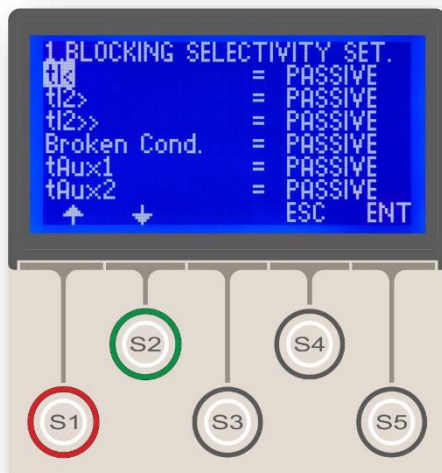 1.BLOCKING SELECTIVITY SET.
tI< = PASSIVE
tI2> = PASSIVE
tI2>> = PASSIVE
Broken Cond. = PASSIVE
tAux1 = PASSIVE
tAux2 = PASSIVE
ESC ENT
S2 S4
S1 S3 S5